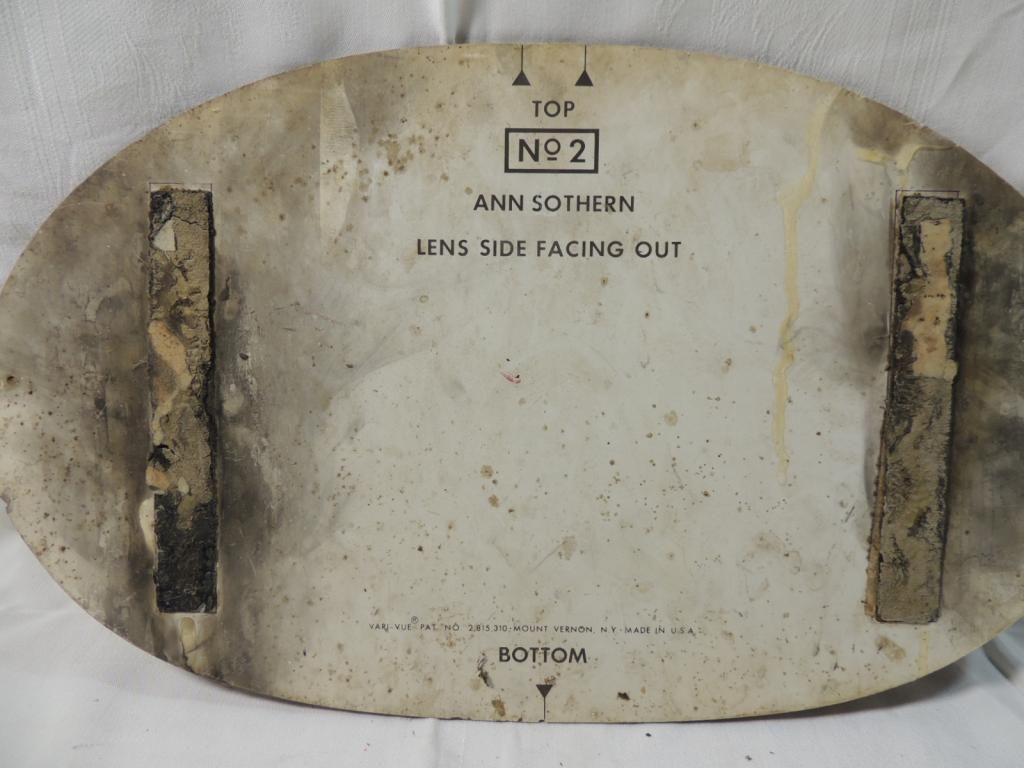 TOP
Nº 2
ANN SOTHERN
LENS SIDE FACING OUT
VARI-VUE® PAT. NO. 2,815,310-MOUNT VERNON, N.Y.-MADE IN U.S.A.
BOTTOM